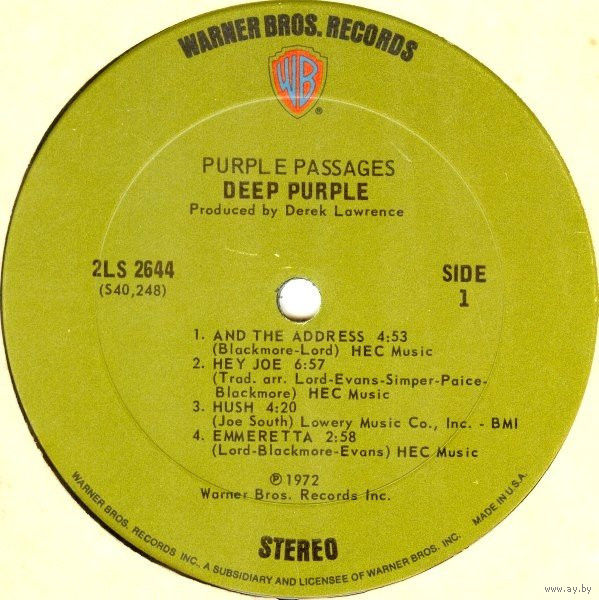 WARNER BROS. RECORDS
WB
®
PURPLE PASSAGES
DEEP PURPLE
Produced by Derek Lawrence
2LS 2644
(S40,248)
SIDE
1
1. AND THE ADDRESS 4:53
(Blackmore-Lord) HEC Music
2. HEY JOE 6:57
(Trad. arr. Lord-Evans-Simper-Paice-
Blackmore) HEC Music
3. HUSH 4:20
(Joe South) Lowery Music Co., Inc. - BMI
4. EMMERETTA 2:58
(Lord-Blackmore-Evans) HEC Music
℗ 1972
Warner Bros. Records Inc.
STEREO
WARNER BROS. RECORDS INC. A SUBSIDIARY AND LICENSEE OF WARNER BROS. INC. MADE IN U.S.A.
www.ay.by